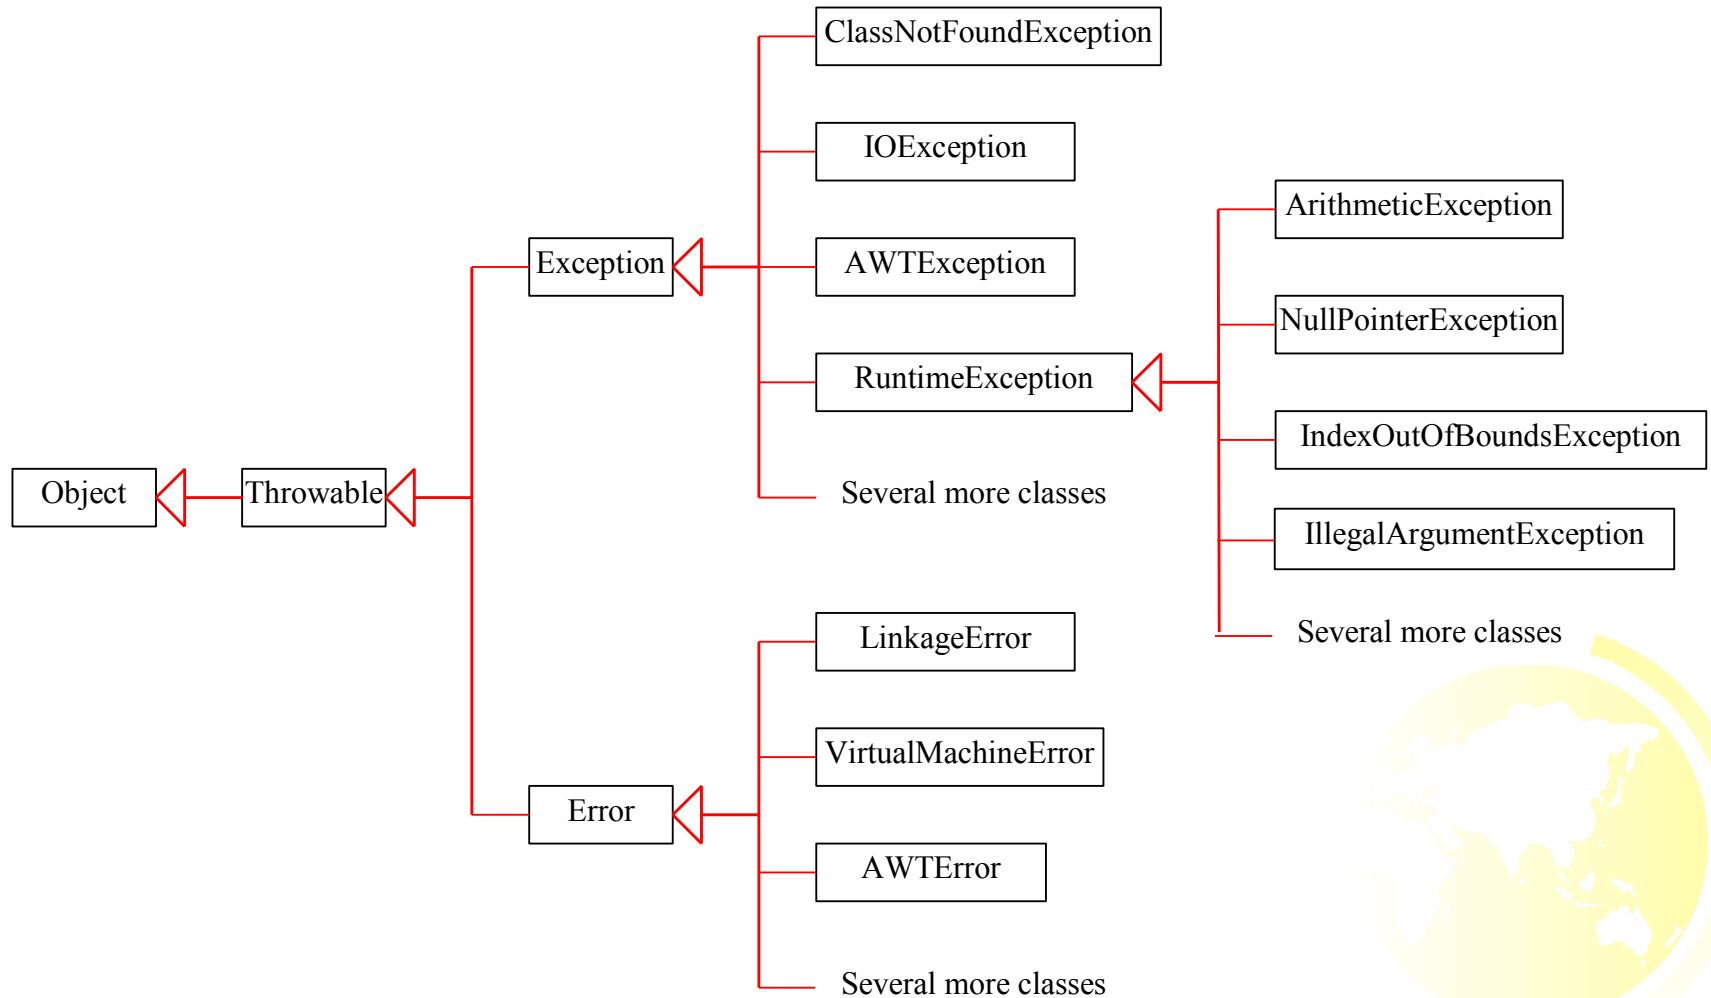 ClassNotFoundException
IOException
ArithmeticException
Exception
AWTException
NullPointerException
RuntimeException
IndexOutOfBoundsException
Object
Throwable
Several more classes
IllegalArgumentException
LinkageError
Several more classes
VirtualMachineError
Error
AWTError
Several more classes